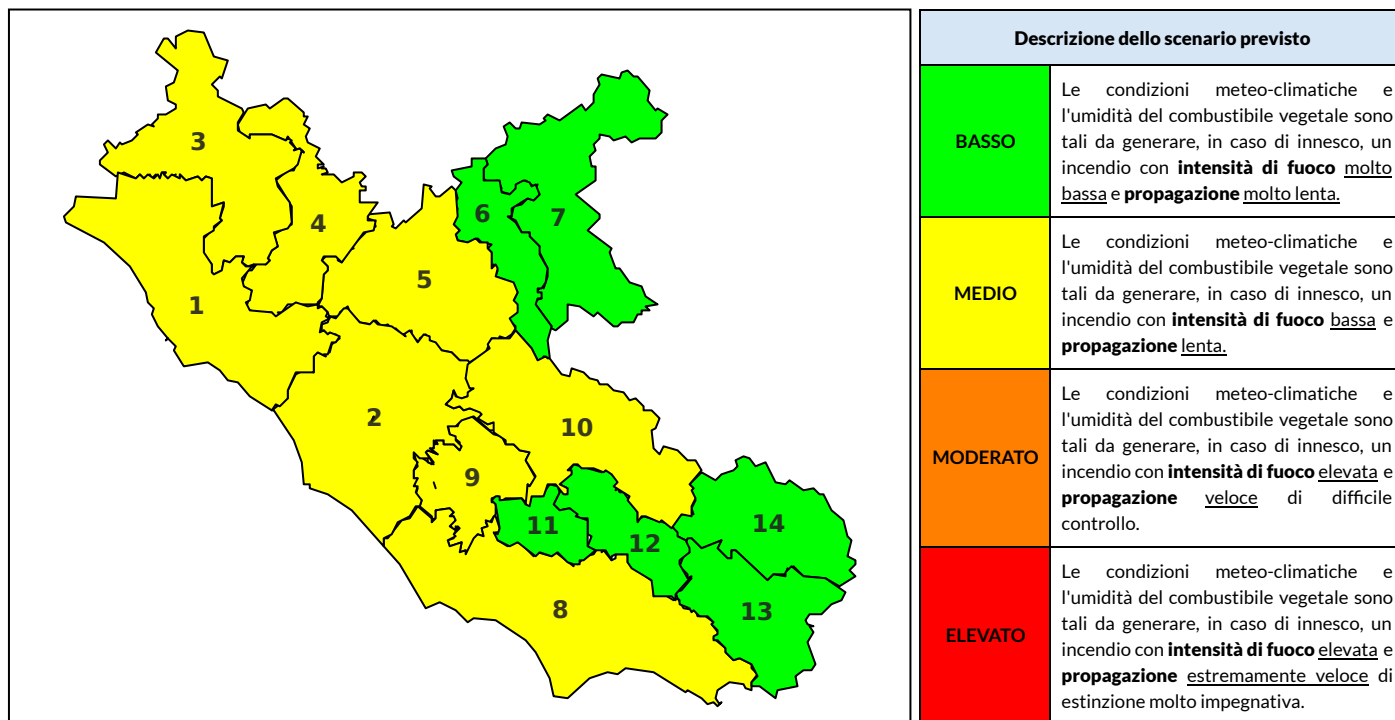 3
4
6
7
5
1
2
10
9
11
12
14
8
13
Descrizione dello scenario previsto
BASSO
Le condizioni meteo-climatiche e
l'umidità del combustibile vegetale sono
tali da generare, in caso di innesco, un
incendio con intensità di fuoco molto
bassa e propagazione molto lenta.
MEDIO
Le condizioni meteo-climatiche e
l'umidità del combustibile vegetale sono
tali da generare, in caso di innesco, un
incendio con intensità di fuoco bassa e
propagazione lenta.
MODERATO
Le condizioni meteo-climatiche e
l'umidità del combustibile vegetale sono
tali da generare, in caso di innesco, un
incendio con intensità di fuoco elevata e
propagazione veloce di difficile
controllo.
ELEVATO
Le condizioni meteo-climatiche e
l'umidità del combustibile vegetale sono
tali da generare, in caso di innesco, un
incendio con intensità di fuoco elevata e
propagazione estremamente veloce di
estinzione molto impegnativa.